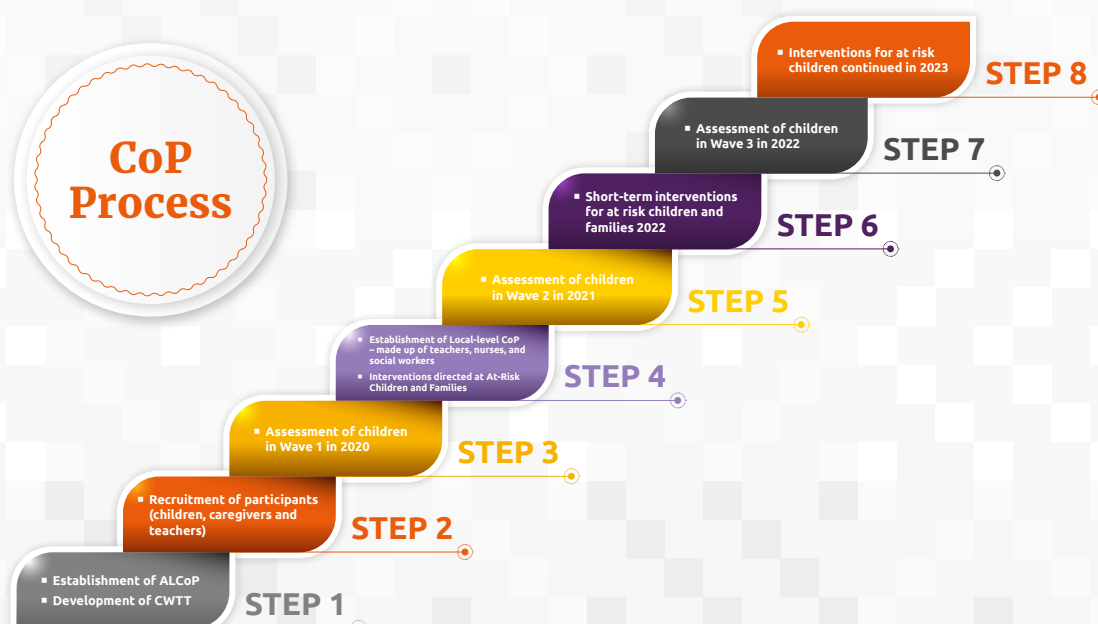 CoP
Process
▪ Interventions for at risk
children continued in 2023
STEP 8
▪ Assessment of children
in Wave 3 in 2022
STEP 7
▪ Short-term interventions
for at risk children and
families 2022
STEP 6
▪ Assessment of children
in Wave 2 in 2021
STEP 5
▪ Establishment of Local-level CoP
– made up of teachers, nurses, and
social workers
▪ Interventions directed at At-Risk
Children and Families
STEP 4
▪ Assessment of children
in Wave 1 in 2020
STEP 3
▪ Recruitment of participants
(children, caregivers and
teachers)
STEP 2
▪ Establishment of ALCoP
▪ Development of CWTT
STEP 1